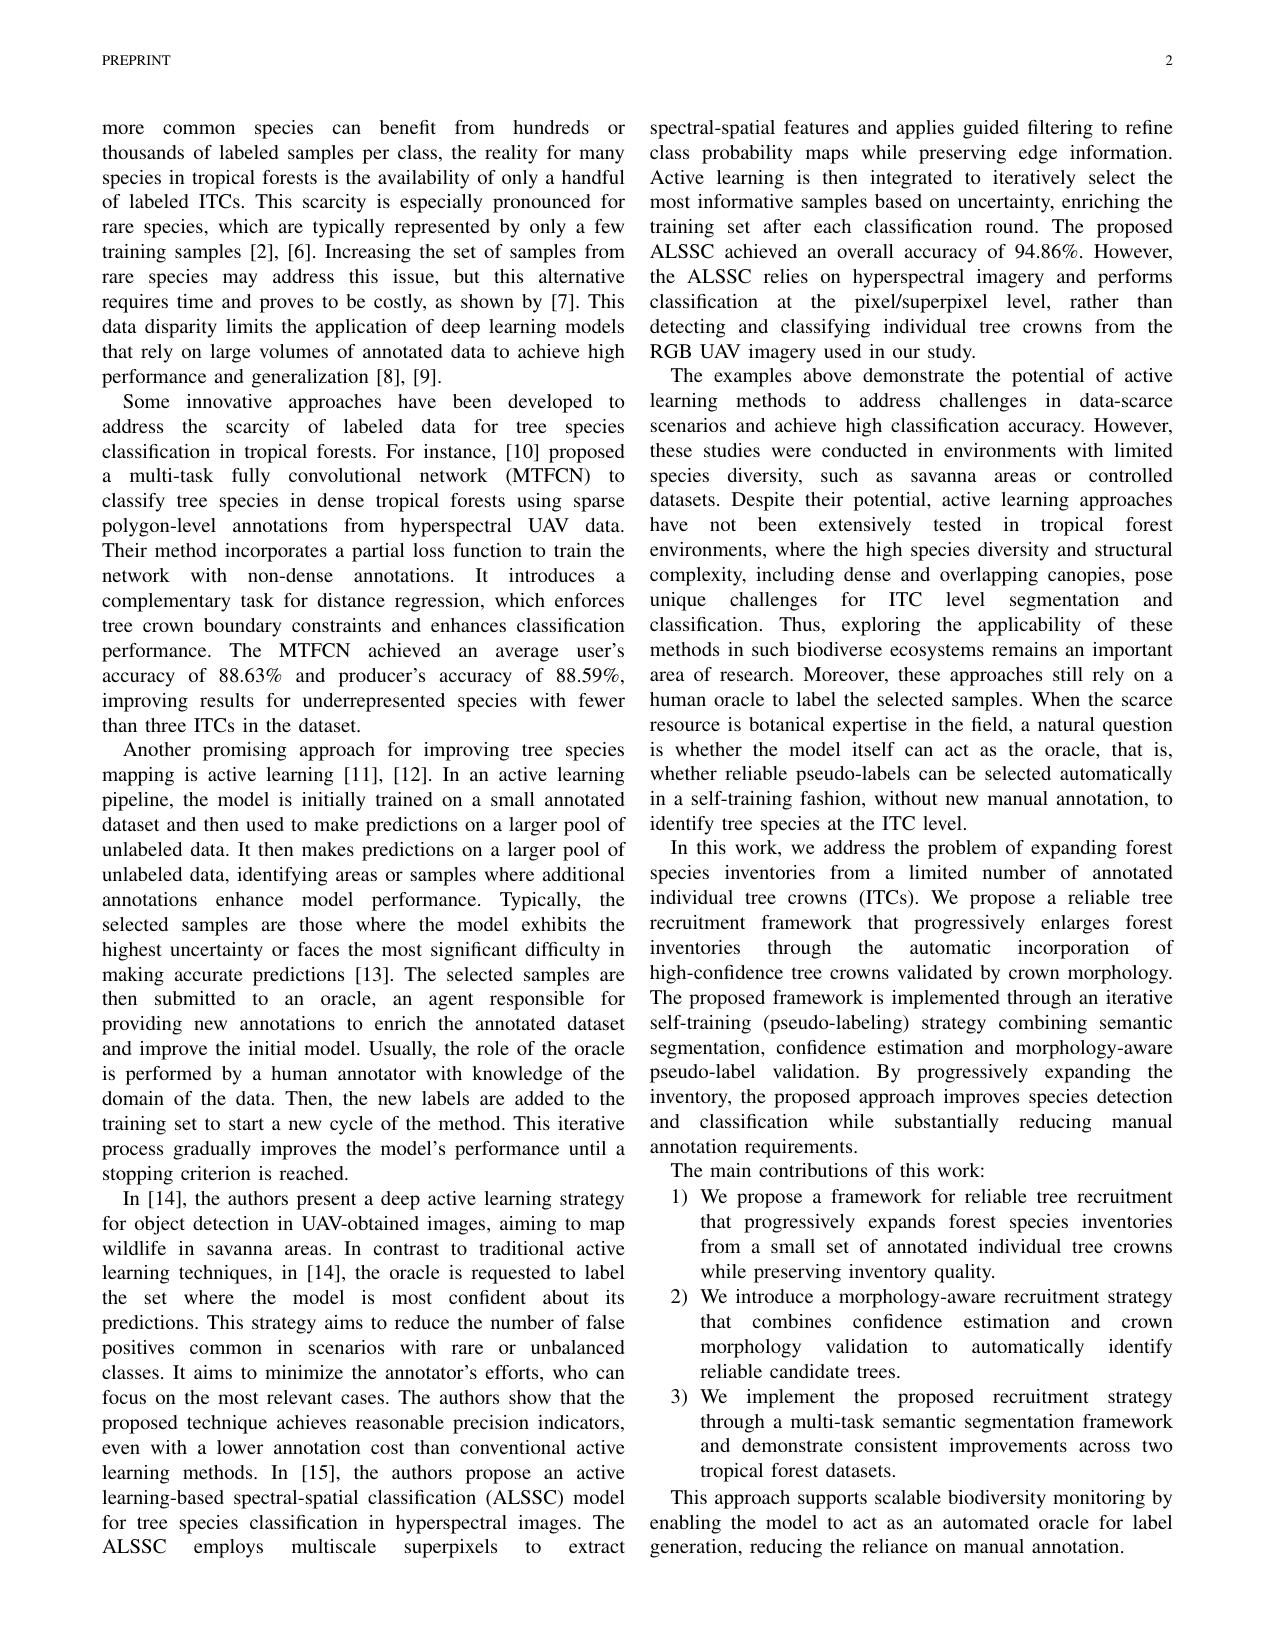 PREPRINT
2
more common species can benefit from hundreds or
thousands of labeled samples per class, the reality for many
species in tropical forests is the availability of only a handful
of labeled ITCs. This scarcity is especially pronounced for
rare species, which are typically represented by only a few
training samples [2], [6]. Increasing the set of samples from
rare species may address this issue, but this alternative
requires time and proves to be costly, as shown by [7]. This
data disparity limits the application of deep learning models
that rely on large volumes of annotated data to achieve high
performance and generalization [8], [9].
Some innovative approaches have been developed to
address the scarcity of labeled data for tree species
classification in tropical forests. For instance, [10] proposed
a multi-task fully convolutional network (MTFCN) to
classify tree species in dense tropical forests using sparse
polygon-level annotations from hyperspectral UAV data.
Their method incorporates a partial loss function to train the
network with non-dense annotations. It introduces a
complementary task for distance regression, which enforces
tree crown boundary constraints and enhances classification
performance. The MTFCN achieved an average user's
accuracy of 88.63% and producer's accuracy of 88.59%,
improving results for underrepresented species with fewer
than three ITCs in the dataset.
Another promising approach for improving tree species
mapping is active learning [11], [12]. In an active learning
pipeline, the model is initially trained on a small annotated
dataset and then used to make predictions on a larger pool of
unlabeled data. It then makes predictions on a larger pool of
unlabeled data, identifying areas or samples where additional
annotations enhance model performance. Typically, the
selected samples are those where the model exhibits the
highest uncertainty or faces the most significant difficulty in
making accurate predictions [13]. The selected samples are
then submitted to an oracle, an agent responsible for
providing new annotations to enrich the annotated dataset
and improve the initial model. Usually, the role of the oracle
is performed by a human annotator with knowledge of the
domain of the data. Then, the new labels are added to the
training set to start a new cycle of the method. This iterative
process gradually improves the model's performance until a
stopping criterion is reached.
In [14], the authors present a deep active learning strategy
for object detection in UAV-obtained images, aiming to map
wildlife in savanna areas. In contrast to traditional active
learning techniques, in [14], the oracle is requested to label
the set where the model is most confident about its
predictions. This strategy aims to reduce the number of false
positives common in scenarios with rare or unbalanced
classes. It aims to minimize the annotator's efforts, who can
focus on the most relevant cases. The authors show that the
proposed technique achieves reasonable precision indicators,
even with a lower annotation cost than conventional active
learning methods. In [15], the authors propose an active
learning-based spectral-spatial classification (ALSSC) model
for tree species classification in hyperspectral images. The
ALSSC employs multiscale superpixels to extract
spectral-spatial features and applies guided filtering to refine
class probability maps while preserving edge information.
Active learning is then integrated to iteratively select the
most informative samples based on uncertainty, enriching the
training set after each classification round. The proposed
ALSSC achieved an overall accuracy of 94.86%. However,
the ALSSC relies on hyperspectral imagery and performs
classification at the pixel/superpixel level, rather than
detecting and classifying individual tree crowns from the
RGB UAV imagery used in our study.
The examples above demonstrate the potential of active
learning methods to address challenges in data-scarce
scenarios and achieve high classification accuracy. However,
these studies were conducted in environments with limited
species diversity, such as savanna areas or controlled
datasets. Despite their potential, active learning approaches
have not been extensively tested in tropical forest
environments, where the high species diversity and structural
complexity, including dense and overlapping canopies, pose
unique challenges for ITC level segmentation and
classification. Thus, exploring the applicability of these
methods in such biodiverse ecosystems remains an important
area of research. Moreover, these approaches still rely on a
human oracle to label the selected samples. When the scarce
resource is botanical expertise in the field, a natural question
is whether the model itself can act as the oracle, that is,
whether reliable pseudo-labels can be selected automatically
in a self-training fashion, without new manual annotation, to
identify tree species at the ITC level.
In this work, we address the problem of expanding forest
species inventories from a limited number of annotated
individual tree crowns (ITCs). We propose a reliable tree
recruitment framework that progressively enlarges forest
inventories through the automatic incorporation of
high-confidence tree crowns validated by crown morphology.
The proposed framework is implemented through an iterative
self-training (pseudo-labeling) strategy combining semantic
segmentation, confidence estimation and morphology-aware
pseudo-label validation. By progressively expanding the
inventory, the proposed approach improves species detection
and classification while substantially reducing manual
annotation requirements.
The main contributions of this work:
1) We propose a framework for reliable tree recruitment
that progressively expands forest species inventories
from a small set of annotated individual tree crowns
while preserving inventory quality.
2) We introduce a morphology-aware recruitment strategy
that combines confidence estimation and crown
morphology validation to automatically identify
reliable candidate trees.
3) We implement the proposed recruitment strategy
through a multi-task semantic segmentation framework
and demonstrate consistent improvements across two
tropical forest datasets.
This approach supports scalable biodiversity monitoring by
enabling the model to act as an automated oracle for label
generation, reducing the reliance on manual annotation.